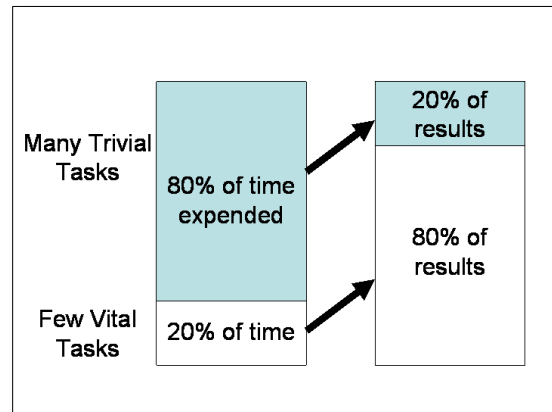 Many Trivial
Tasks
80% of time
expended
20% of
results
80% of
results
Few Vital
Tasks
20% of time